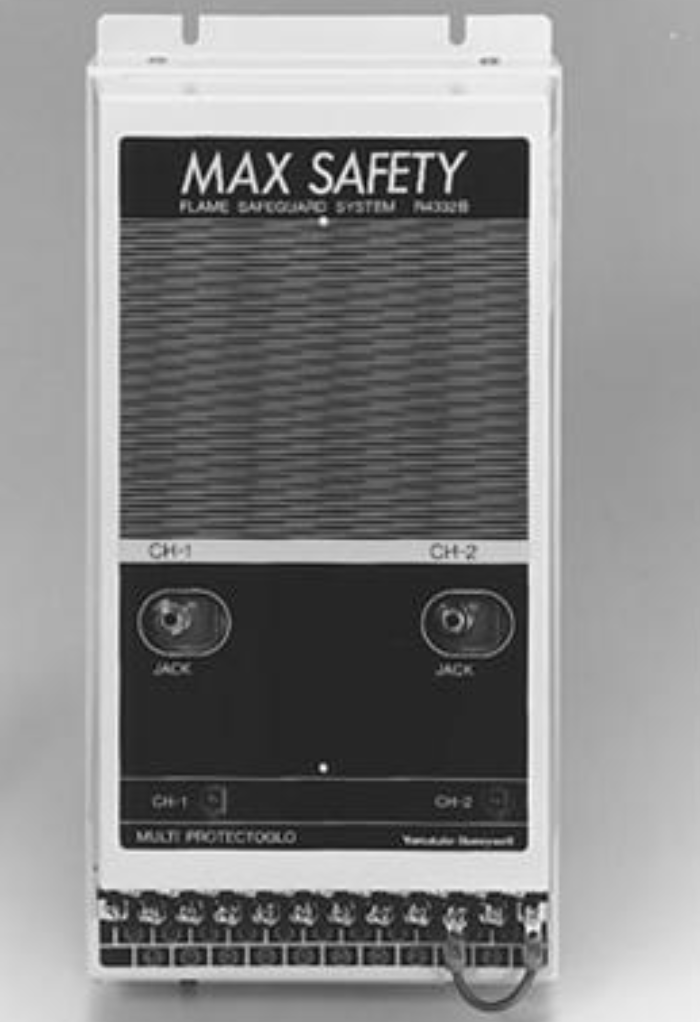 MAX SAFETY
FLAME SAFEGUARD SYSTEM R4332B
CH-1 CH-2
JACK JACK
CH-1 CH-2
MULTI PROTECTOGLO Yamatake-Honeywell